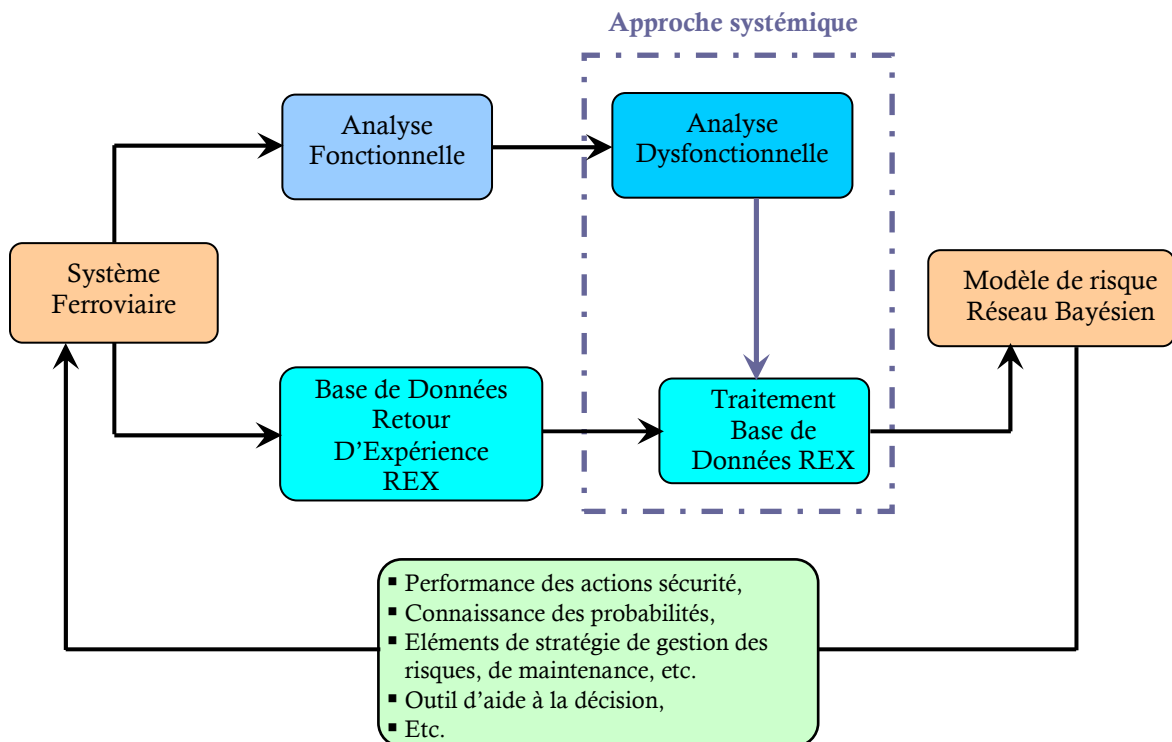 Approche systémique
Analyse
Fonctionnelle
Analyse
Dysfonctionnelle
Système
Ferroviaire
Modèle de risque
Réseau Bayésien
Base de Données
Retour
D’Expérience
REX
Traitement
Base de
Données REX
▪ Performance des actions sécurité,
▪ Connaissance des probabilités,
▪ Eléments de stratégie de gestion des
risques, de maintenance, etc.
▪ Outil d’aide à la décision,
▪ Etc.